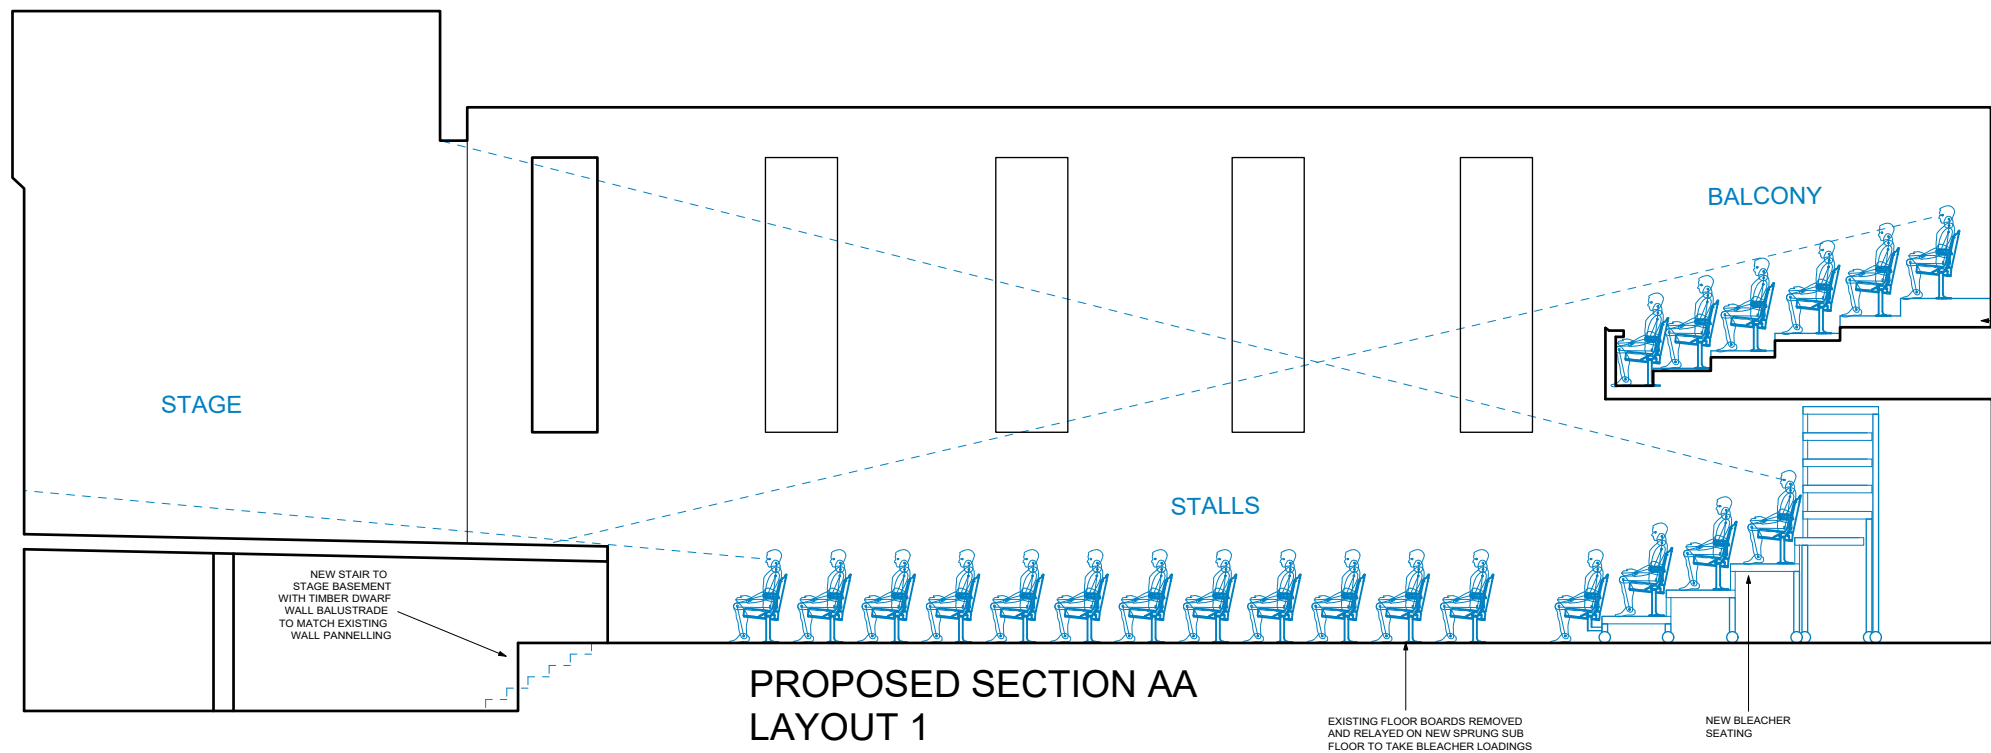 BALCONY
STAGE
STALLS
NEW STAIR TO
STAGE BASEMENT
WITH TIMBER DWARF
WALL BALUSTRADE
TO MATCH EXISTING
WALL PANNELLING
PROPOSED SECTION AA
LAYOUT 1
EXISTING FLOOR BOARDS REMOVED
AND RELAYED ON NEW SPRUNG SUB
FLOOR TO TAKE BLEACHER LOADINGS
NEW BLEACHER
SEATING